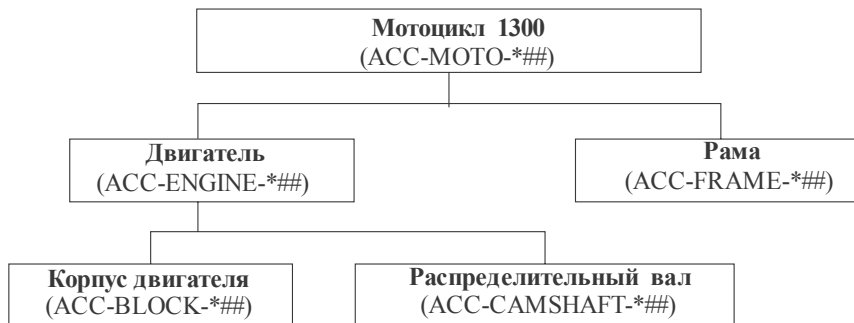 Мотоцикл 1300
(ACC-MOTO-*##)
Двигатель
(ACC-ENGINE-*##)
Рама
(ACC-FRAME-*##)
Корпус двигателя
(ACC-BLOCK-*##)
Распределительный вал
(ACC-CAMSHAFT-*##)